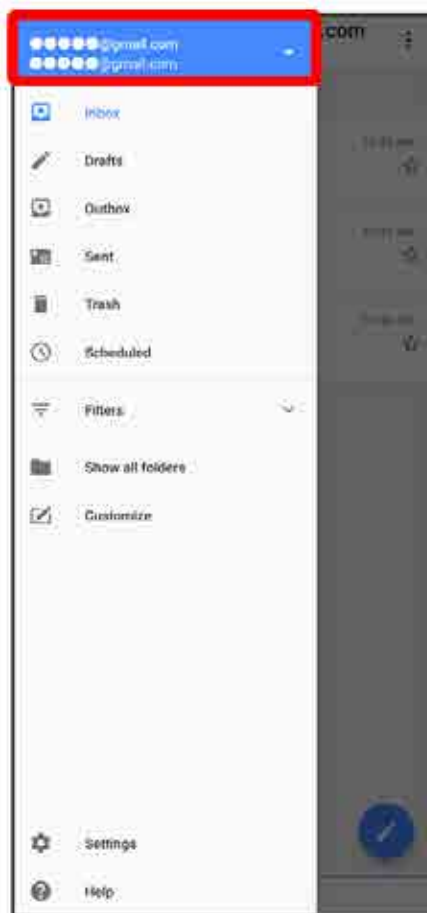 ●●●●●@gmail.com
●●●●●@gmail.com
.com
Inbox
Drafts
Outbox
Sent
Trash
Scheduled
Filters
Show all folders
Customize
Settings
Help